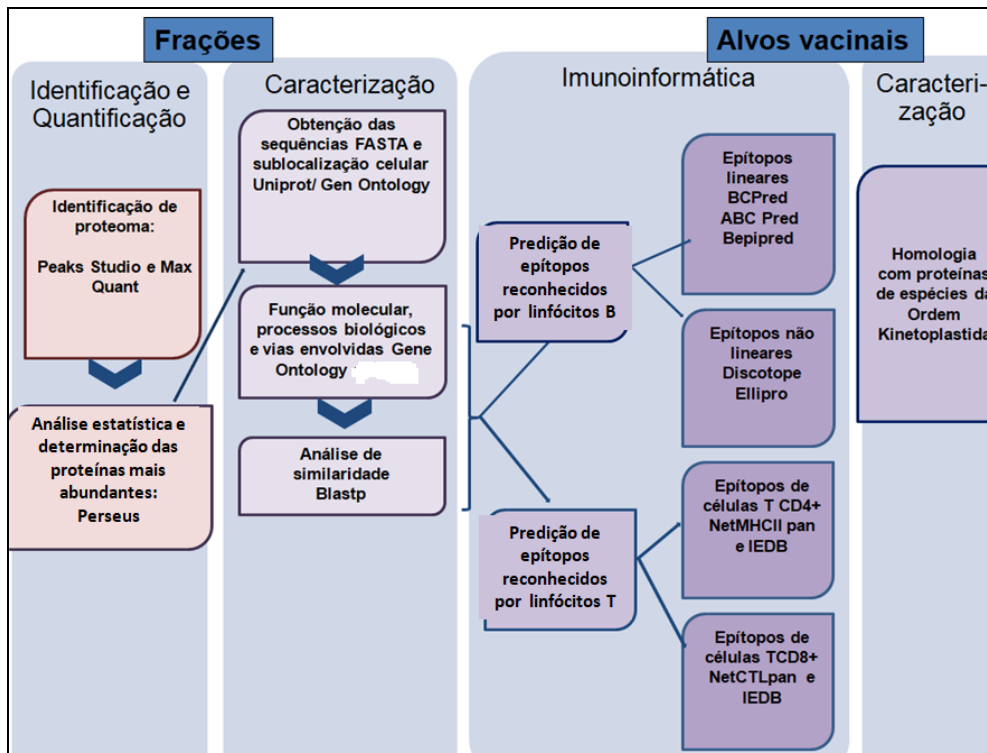 Frações
Alvos vacinais
Identificação e
Quantificação
Identificação de
proteoma:
Peaks Studio e Max
Quant
Análise estatística e
determinação das
proteínas mais
abundantes:
Perseus
Caracterização
Obtenção das
sequências FASTA e
sublocalização celular
Uniprot/ Gen Ontology
Função molecular,
processos biológicos
e vias envolvidas Gene
Ontology
Análise de
similaridade
Blastp
Imunoinformática
Predição de
epítopos
reconhecidos
por linfócitos B
Epítopos
lineares
BCPred
ABC Pred
Bepipred
Epítopos não
lineares
Discotope
Ellipro
Predição de
epítopos
reconhecidos
por linfócitos T
Epítopos de
células T CD4+
NetMHCII pan
e IEDB
Epítopos de
células TCD8+
NetCTLpan e
IEDB
Caracteri-
zação
Homologia
com proteínas
de espécies da
Ordem
Kinetoplastida